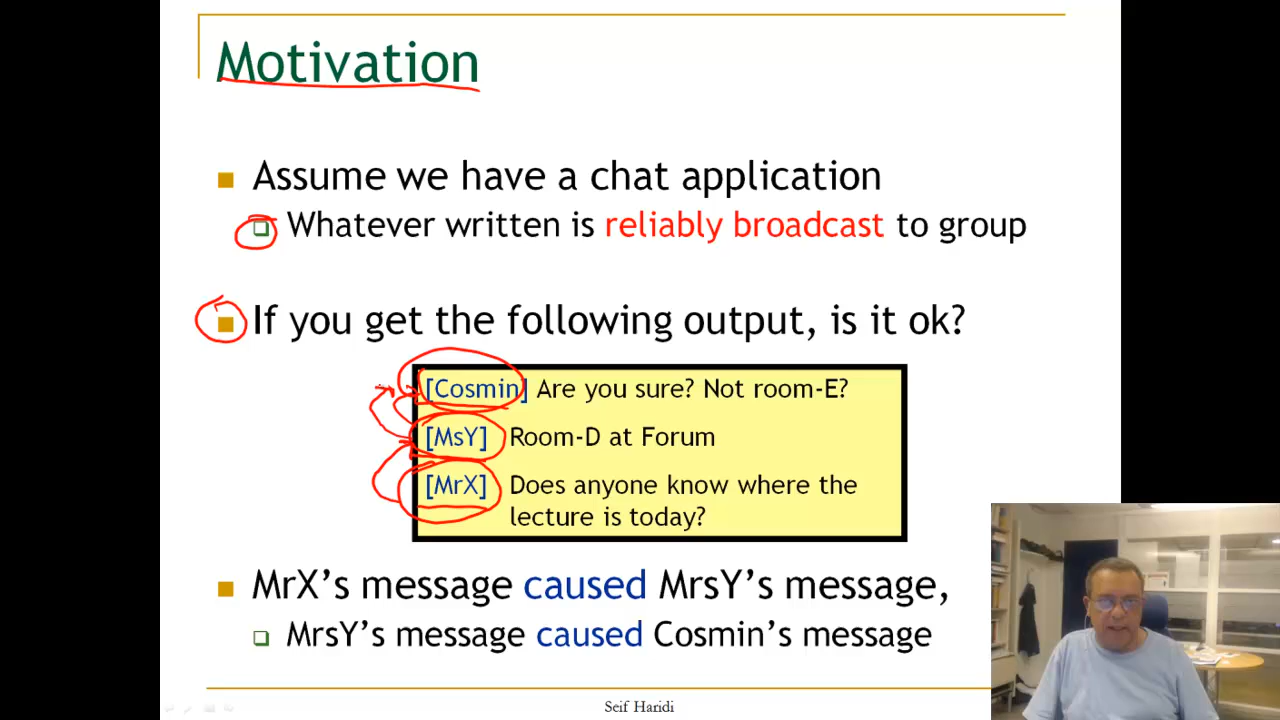 Motivation
Assume we have a chat application
Whatever written is reliably broadcast to group
If you get the following output, is it ok?
[Cosmin] Are you sure? Not room-E?
[MsY] Room-D at Forum
[MrX] Does anyone know where the
lecture is today?
MrX’s message caused MrsY’s message,
MrsY’s message caused Cosmin’s message
Seif Haridi